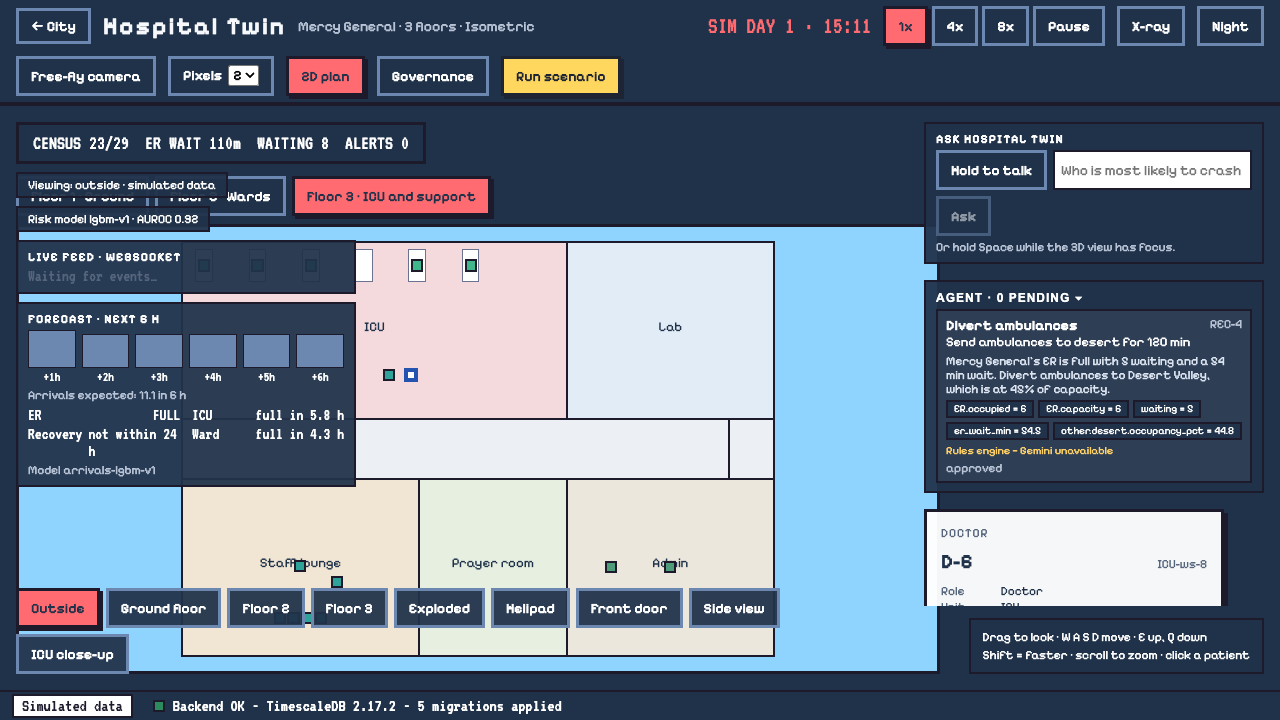 ← City
Hospital Twin
Mercy General · 3 floors · Isometric
SIM DAY 1 · 15:11
1x
4x
8x
Pause
X-ray
Night
Free-fly camera
Pixels 2
2D plan
Governance
Run scenario
CENSUS 23/29 ER WAIT 110m WAITING 8 ALERTS 0
Viewing: outside · simulated data
Wards
Floor 3 · ICU and support
Risk model lgbm-v1 · AUROC 0.92
LIVE FEED · WEBSOCKET
Waiting for events…
FORECAST · NEXT 6 H
+1h +2h +3h +4h +5h +6h
Arrivals expected: 11.1 in 6 h
ER FULL ICU full in 5.8 h
Recovery not within 24 h Ward full in 4.3 h
Model arrivals-lgbm-v1
ICU
Lab
Staff lounge
Prayer room
Admin
Outside
Ground floor
Floor 2
Floor 3
Exploded
Helipad
Front door
Side view
ICU close-up
ASK HOSPITAL TWIN
Hold to talk
Who is most likely to crash
Ask
Or hold Space while the 3D view has focus.
AGENT · 0 PENDING
Divert ambulances
REC-4
Send ambulances to desert for 120 min
Mercy General's ER is full with 5 waiting and a 54
min wait. Divert ambulances to Desert Valley,
which is at 45% of capacity.
ER.occupied = 6
ER.capacity = 6
waiting = 5
er.wait_min = 54.5
other.desert.occupancy_pct = 44.8
Rules engine - Gemini unavailable
approved
DOCTOR
D-6
ICU-ws-2
Role Doctor
Drag to look · W A S D move · E up, Q down
Shift = faster · scroll to zoom · click a patient
Simulated data
Backend OK - TimescaleDB 2.17.2 - 5 migrations applied